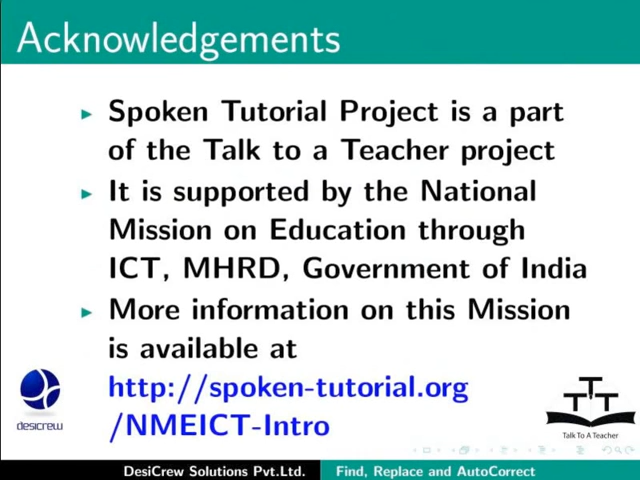 Acknowledgements
Spoken Tutorial Project is a part
of the Talk to a Teacher project
It is supported by the National
Mission on Education through
ICT, MHRD, Government of India
More information on this Mission
is available at
http://spoken-tutorial.org
/NMEICT-Intro
desicrew
TTT
Talk To A Teacher
DesiCrew Solutions Pvt.Ltd.
Find, Replace and AutoCorrect